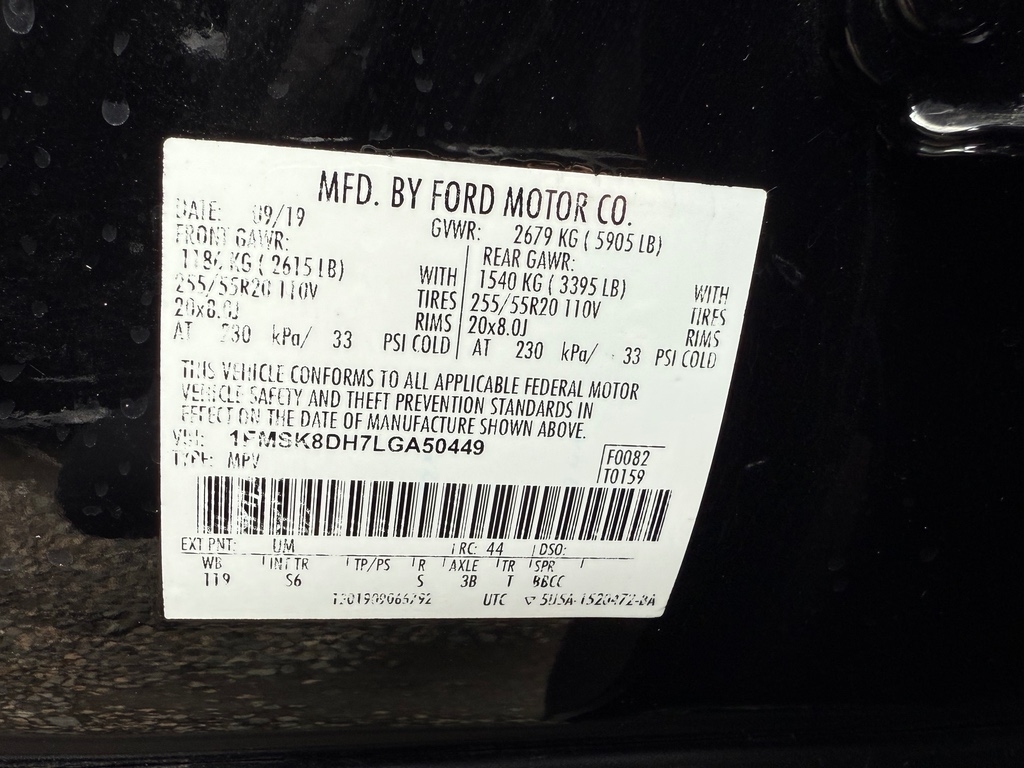 MFD. BY FORD MOTOR CO.
DATE: 09/19 GVWR: 2679 KG ( 5905 LB)
FRONT GAWR: REAR GAWR:
1186 KG ( 2615 LB) WITH 1540 KG ( 3395 LB) WITH
255/55R20 110V TIRES 255/55R20 110V TIRES
20x8.0J RIMS 20x8.0J RIMS
AT 230 kPa/ 33 PSI COLD AT 230 kPa/ 33 PSI COLD
THIS VEHICLE CONFORMS TO ALL APPLICABLE FEDERAL MOTOR
VEHICLE SAFETY AND THEFT PREVENTION STANDARDS IN
EFFECT ON THE DATE OF MANUFACTURE SHOWN ABOVE.
VIN: 1FMSK8DH7LGA50449
TYPE: MPV F0082
T0159
EXT PNT: UM RC: 44 DSO:
WB INT TR TP/PS R AXLE TR SPR
119 S6 S 3B T BBCC
UTC